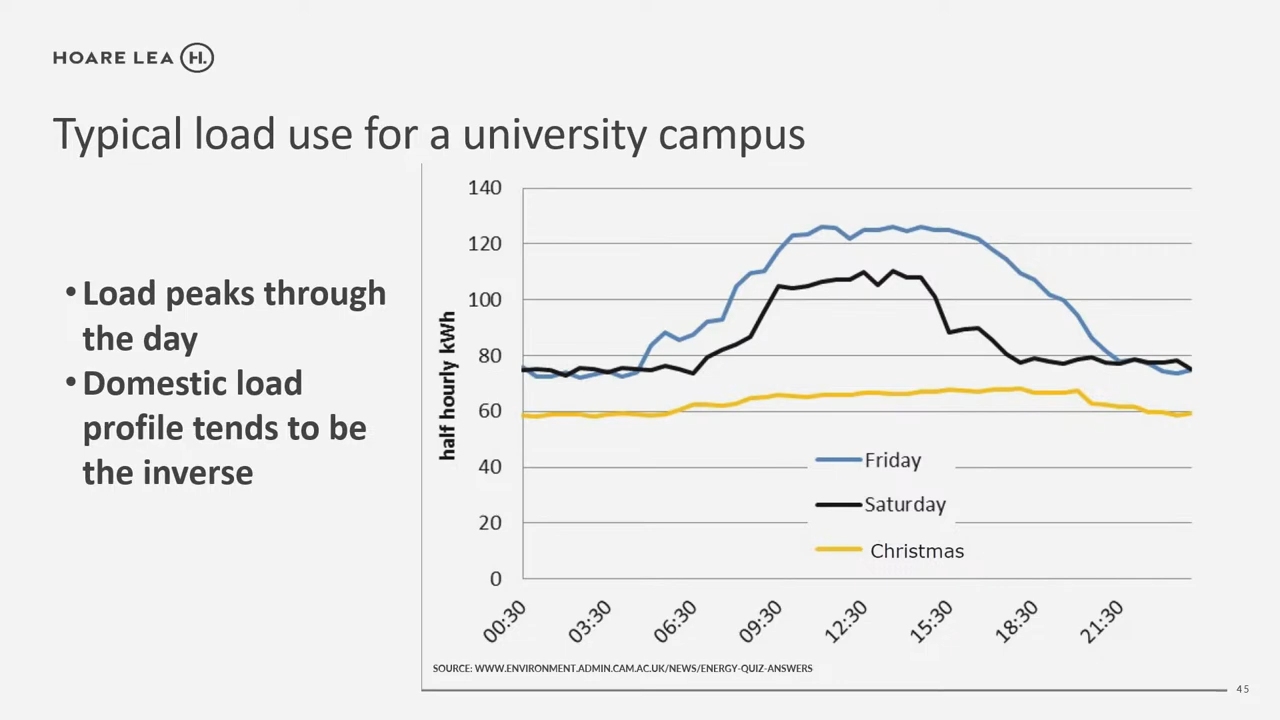 HOARE LEA H.
Typical load use for a university campus
• Load peaks through
the day
• Domestic load
profile tends to be
the inverse
half hourly kWh
140
120
100
80
60
40
20
0
Friday
Saturday
Christmas
00:30 03:30 06:30 09:30 12:30 15:30 18:30 21:30
SOURCE: WWW.ENVIRONMENT.ADMIN.CAM.AC.UK/NEWS/ENERGY-QUIZ-ANSWERS
45